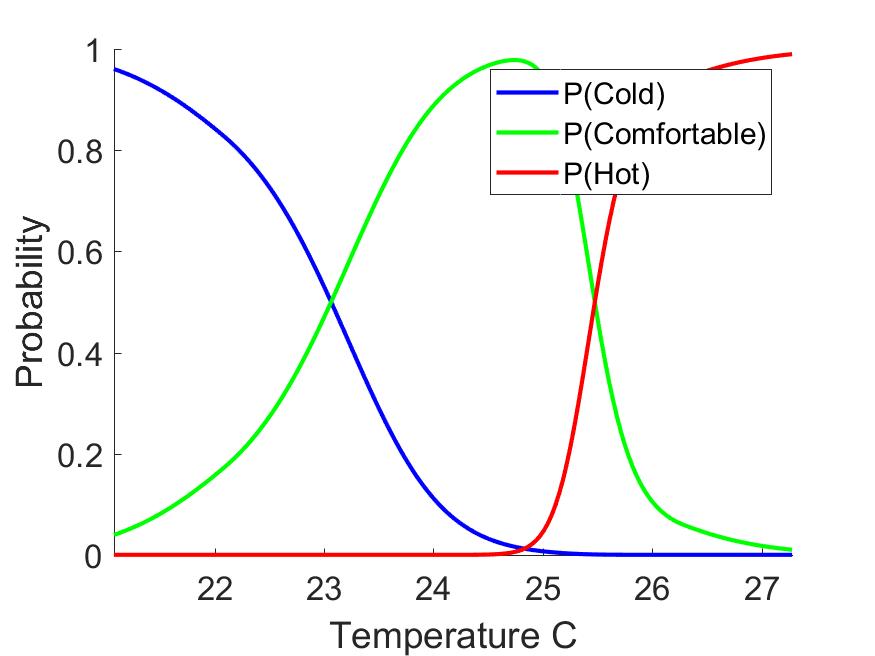 1
0.8
0.6
0.4
0.2
0
Probability
P(Cold)
P(Comfortable)
P(Hot)
22 23 24 25 26 27
Temperature C